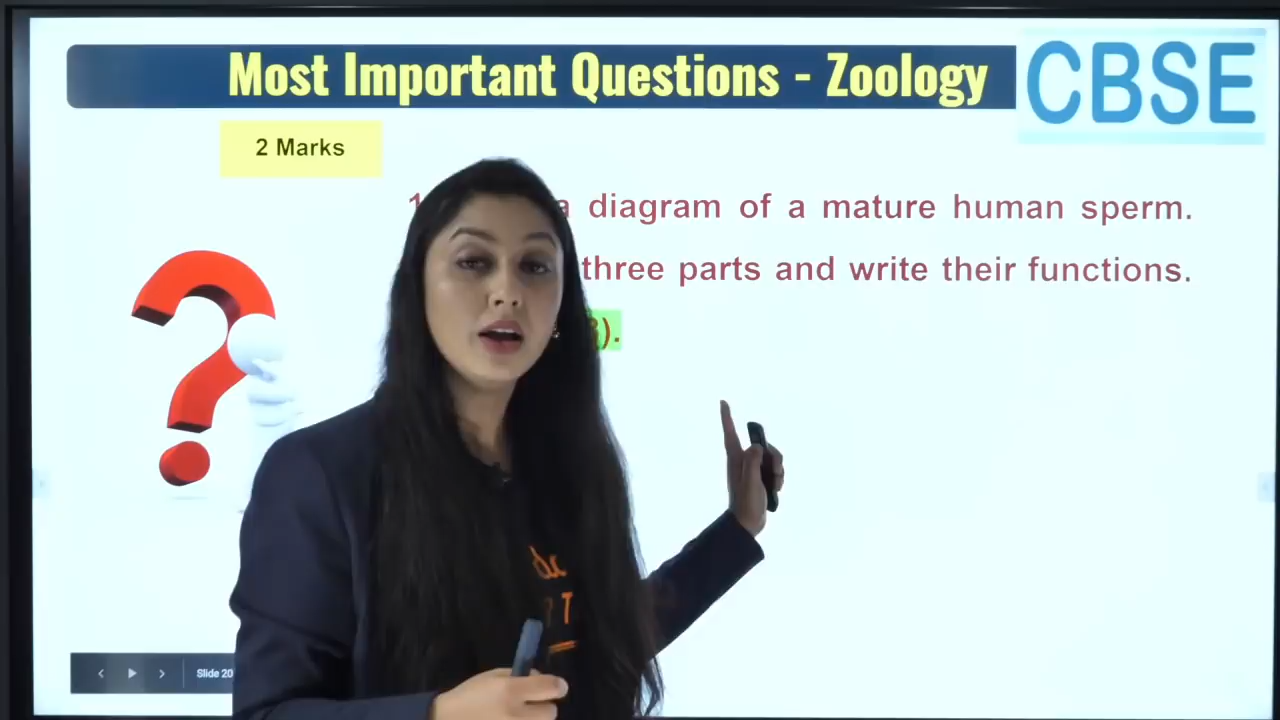 Most Important Questions - Zoology
CBSE
2 Marks
a diagram of a mature human sperm.
three parts and write their functions.
).
Slide 20